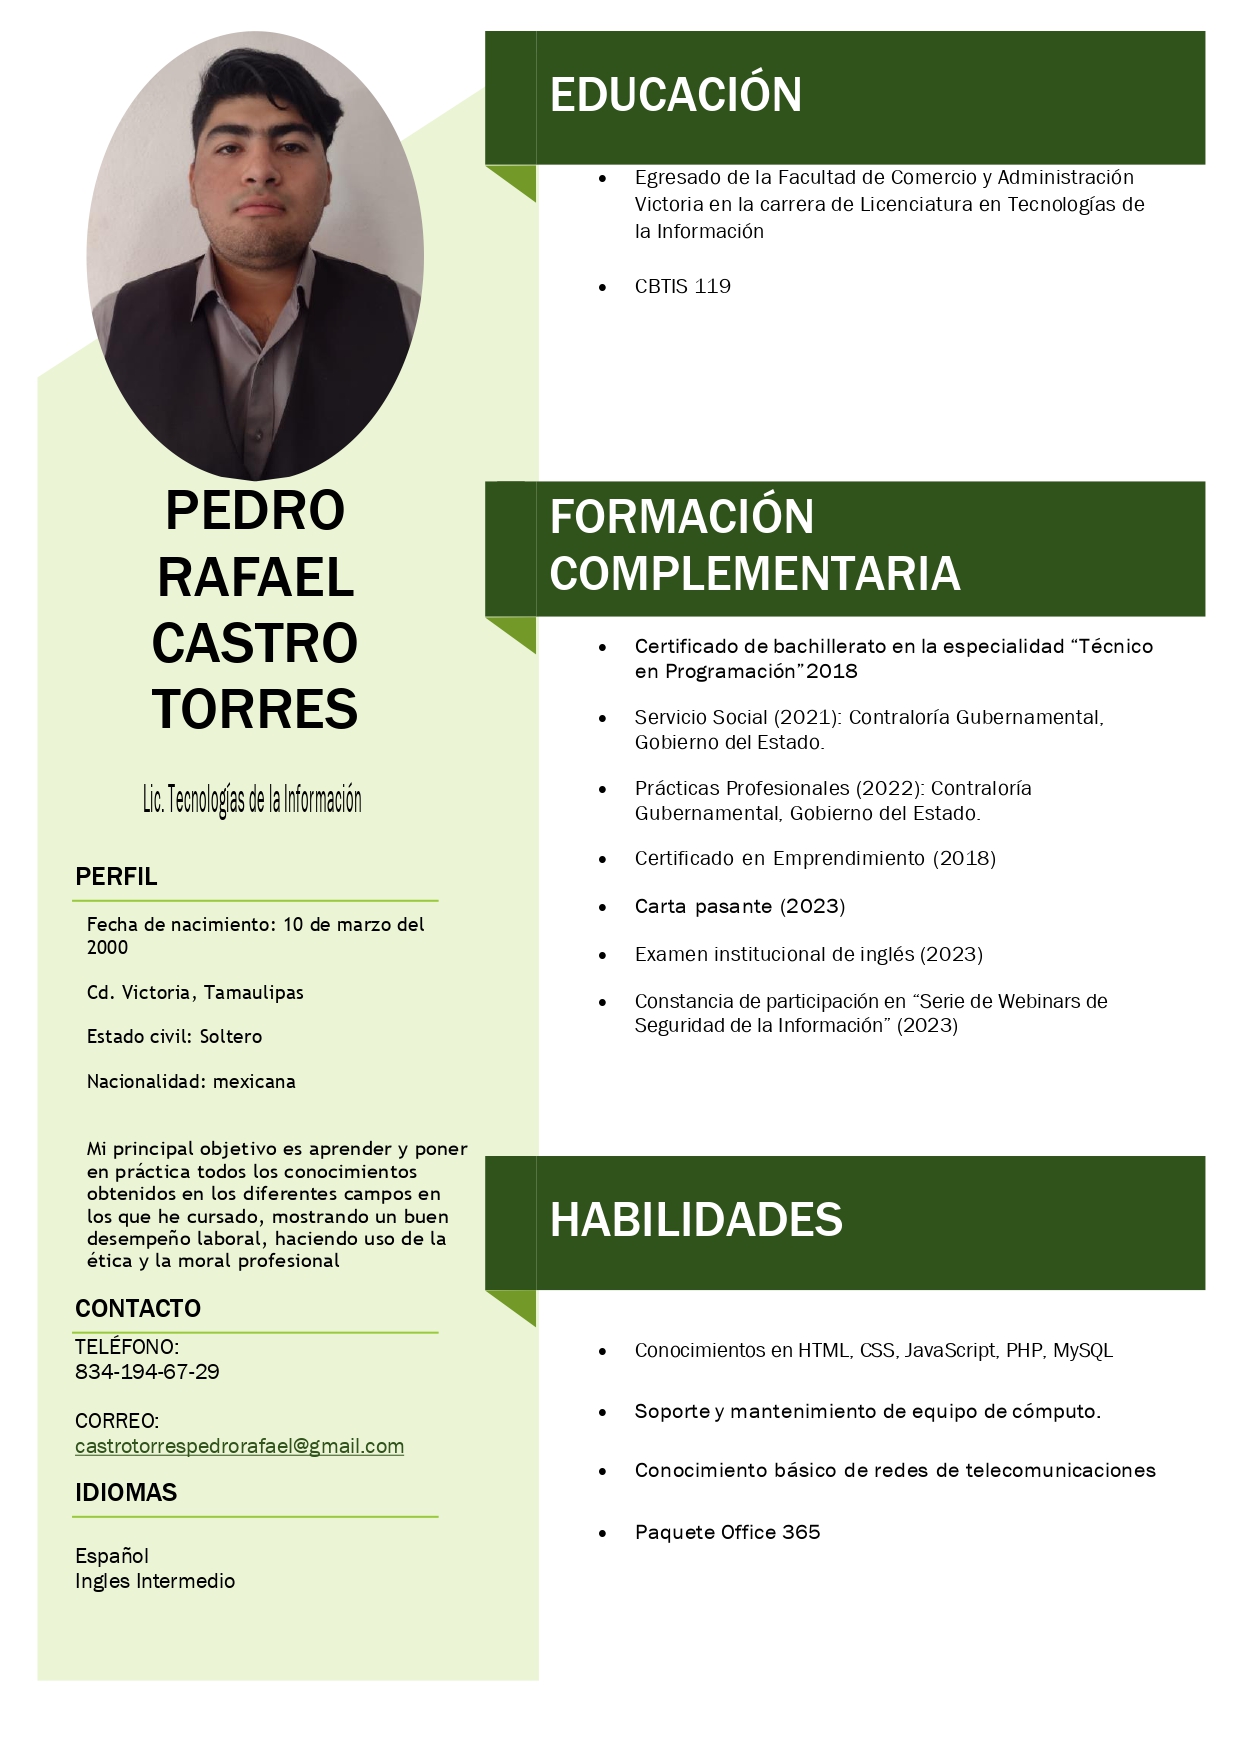 PEDRO
RAFAEL
CASTRO
TORRES
Lic. Tecnologías de la Información
PERFIL
Fecha de nacimiento: 10 de marzo del
2000
Cd. Victoria, Tamaulipas
Estado civil: Soltero
Nacionalidad: mexicana
Mi principal objetivo es aprender y poner
en práctica todos los conocimientos
obtenidos en los diferentes campos en
los que he cursado, mostrando un buen
desempeño laboral, haciendo uso de la
ética y la moral profesional
CONTACTO
TELÉFONO:
834-194-67-29
CORREO:
castrotorrespedrorafael@gmail.com
IDIOMAS
Español
Ingles Intermedio
EDUCACIÓN
• Egresado de la Facultad de Comercio y Administración
Victoria en la carrera de Licenciatura en Tecnologías de
la Información
• CBTIS 119
FORMACIÓN
COMPLEMENTARIA
• Certificado de bachillerato en la especialidad “Técnico
en Programación”2018
• Servicio Social (2021): Contraloría Gubernamental,
Gobierno del Estado.
• Prácticas Profesionales (2022): Contraloría
Gubernamental, Gobierno del Estado.
• Certificado en Emprendimiento (2018)
• Carta pasante (2023)
• Examen institucional de inglés (2023)
• Constancia de participación en “Serie de Webinars de
Seguridad de la Información” (2023)
HABILIDADES
• Conocimientos en HTML, CSS, JavaScript, PHP, MySQL
• Soporte y mantenimiento de equipo de cómputo.
• Conocimiento básico de redes de telecomunicaciones
• Paquete Office 365